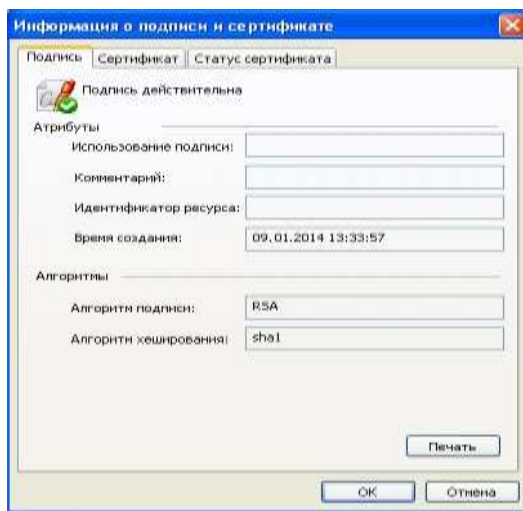 Информация о подписи и сертификате
Подпись Сертификат Статус сертификата
Подпись действительна
Атрибуты
Использование подписи:
Комментарий:
Идентификатор ресурса:
Время создания: 09.01.2014 13:33:57
Алгоритмы
Алгоритм подписи: RSA
Алгоритм хеширования: sha1
Печать
ОК Отмена